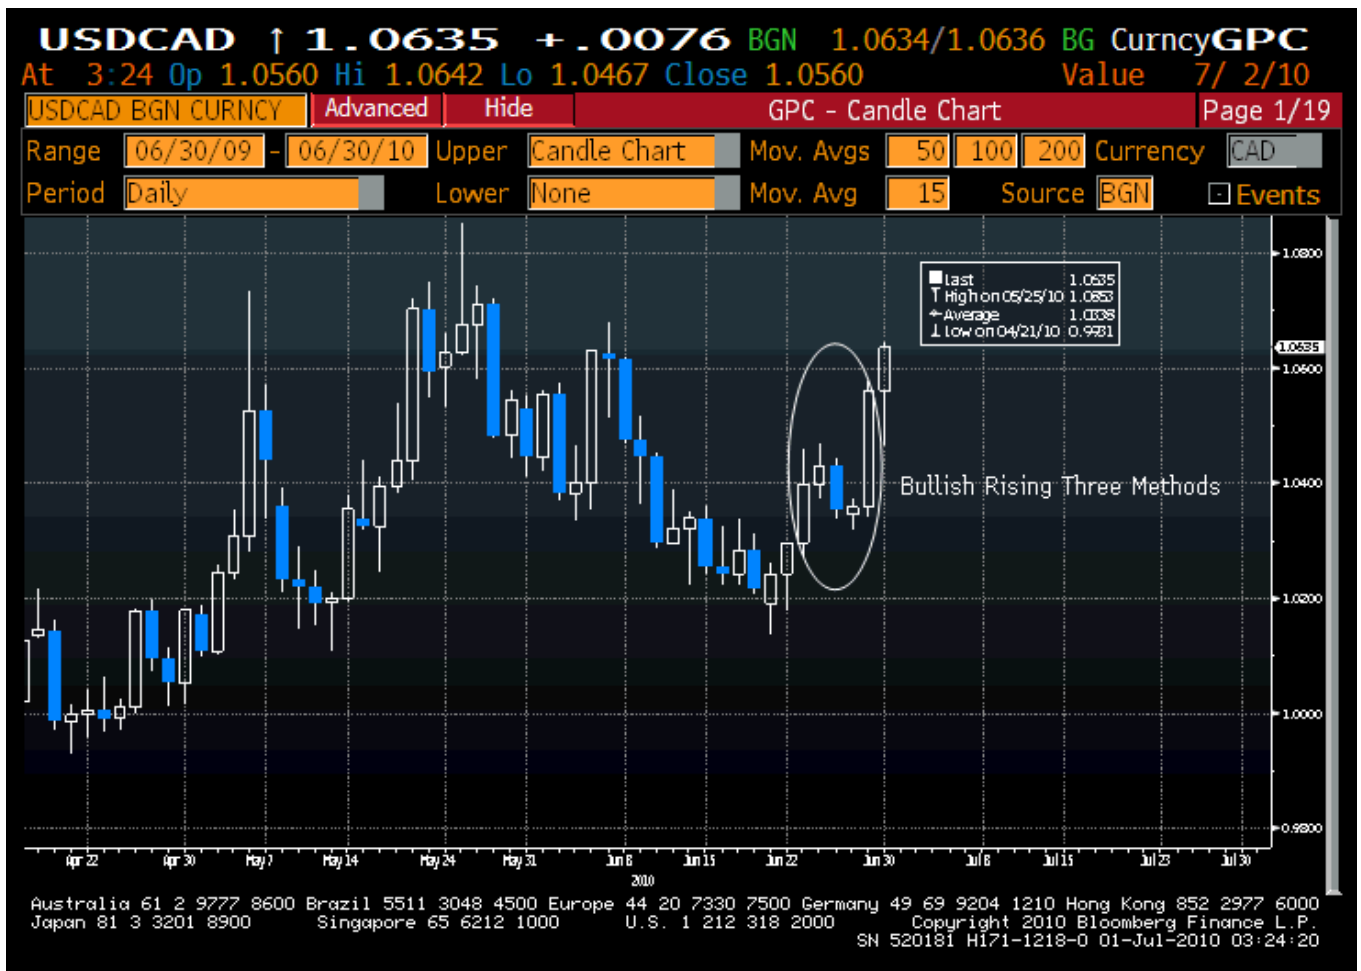 USDCAD ↑ 1.0635 +.0076 BGN 1.0634/1.0636 BG Curncy GPC
At 3:24 Op 1.0560 Hi 1.0642 Lo 1.0467 Close 1.0560 Value 7/ 2/10
USDCAD BGN CURNCY Advanced Hide GPC - Candle Chart Page 1/19
Range 06/30/09 - 06/30/10 Upper Candle Chart Mov. Avgs 50 100 200 Currency CAD
Period Daily Lower None Mov. Avg 15 Source BGN Events
1.0800
Last 1.0635
High on 05/25/10 1.0853
Average 1.0336
Low on 04/21/10 0.9931
1.0635
1.0600
1.0400
Bullish Rising Three Methods
1.0200
1.0000
0.9800
Apr 22 Apr 30 May 7 May 14 May 24 May 31 Jun 8 Jun 15 Jun 22 Jun 30 Jul 8 Jul 15 Jul 23 Jul 30
2010
Australia 61 2 9777 8600 Brazil 5511 3048 4500 Europe 44 20 7330 7500 Germany 49 69 9204 1210 Hong Kong 852 2977 6000
Japan 81 3 3201 8900 Singapore 65 6212 1000 U.S. 1 212 318 2000 Copyright 2010 Bloomberg Finance L.P.
SN 520181 H171-1218-0 01-Jul-2010 03:24:20